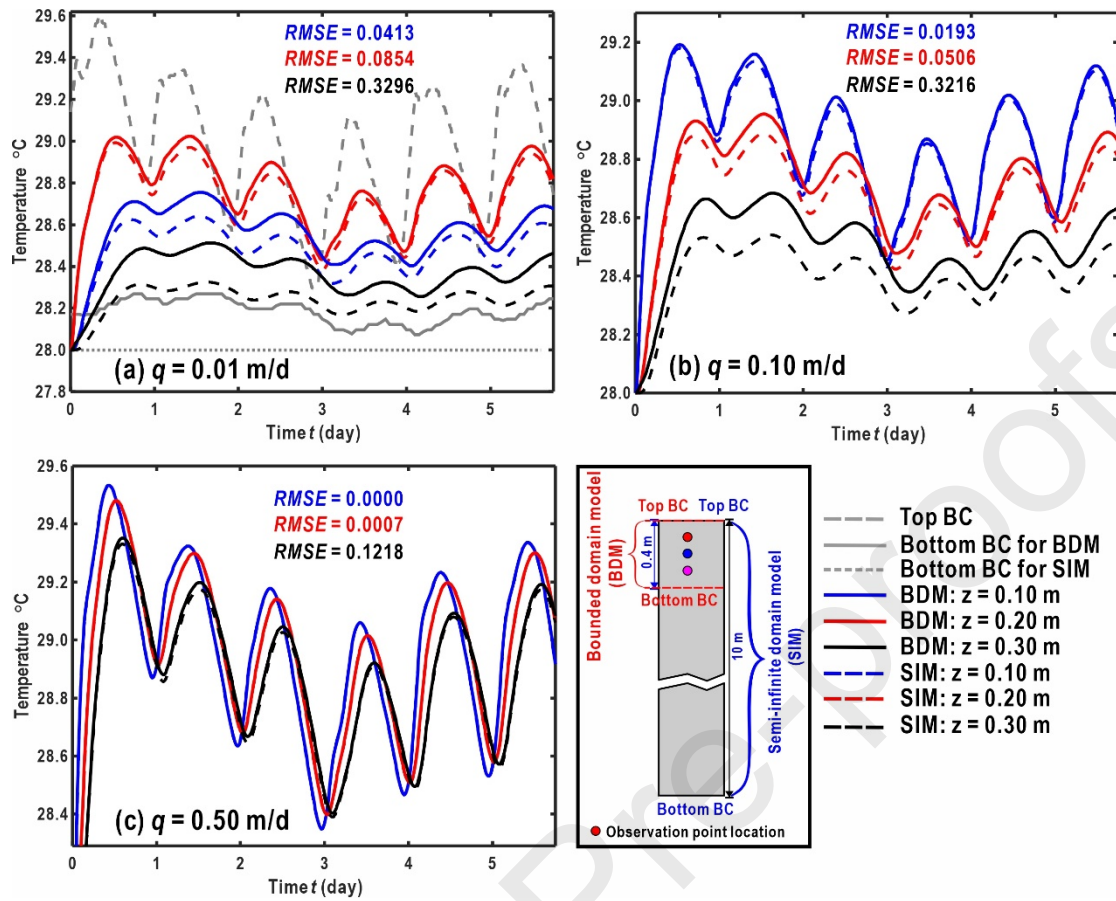 29.6
29.4
29.2
29.0
28.8
28.6
28.4
28.2
28.0
27.8
Temperature °C
RMSE = 0.0413
RMSE = 0.0854
RMSE = 0.3296
(a) q = 0.01 m/d
0 1 2 3 4 5
Time t (day)
29.2
29.0
28.8
28.6
28.4
28.2
28.0
Temperature °C
RMSE = 0.0193
RMSE = 0.0506
RMSE = 0.3216
(b) q = 0.10 m/d
0 1 2 3 4 5
Time t (day)
29.6
29.4
29.2
29.0
28.8
28.6
28.4
Temperature °C
RMSE = 0.0000
RMSE = 0.0007
RMSE = 0.1218
(c) q = 0.50 m/d
0 1 2 3 4 5
Time t (day)
Bounded domain model
(BDM)
Top BC Top BC
0.4 m
Bottom BC
10 m
Semi-infinite domain model
(SIM)
Bottom BC
Observation point location
Top BC
Bottom BC for BDM
Bottom BC for SIM
BDM: z = 0.10 m
BDM: z = 0.20 m
BDM: z = 0.30 m
SIM: z = 0.10 m
SIM: z = 0.20 m
SIM: z = 0.30 m
Pre-proofs